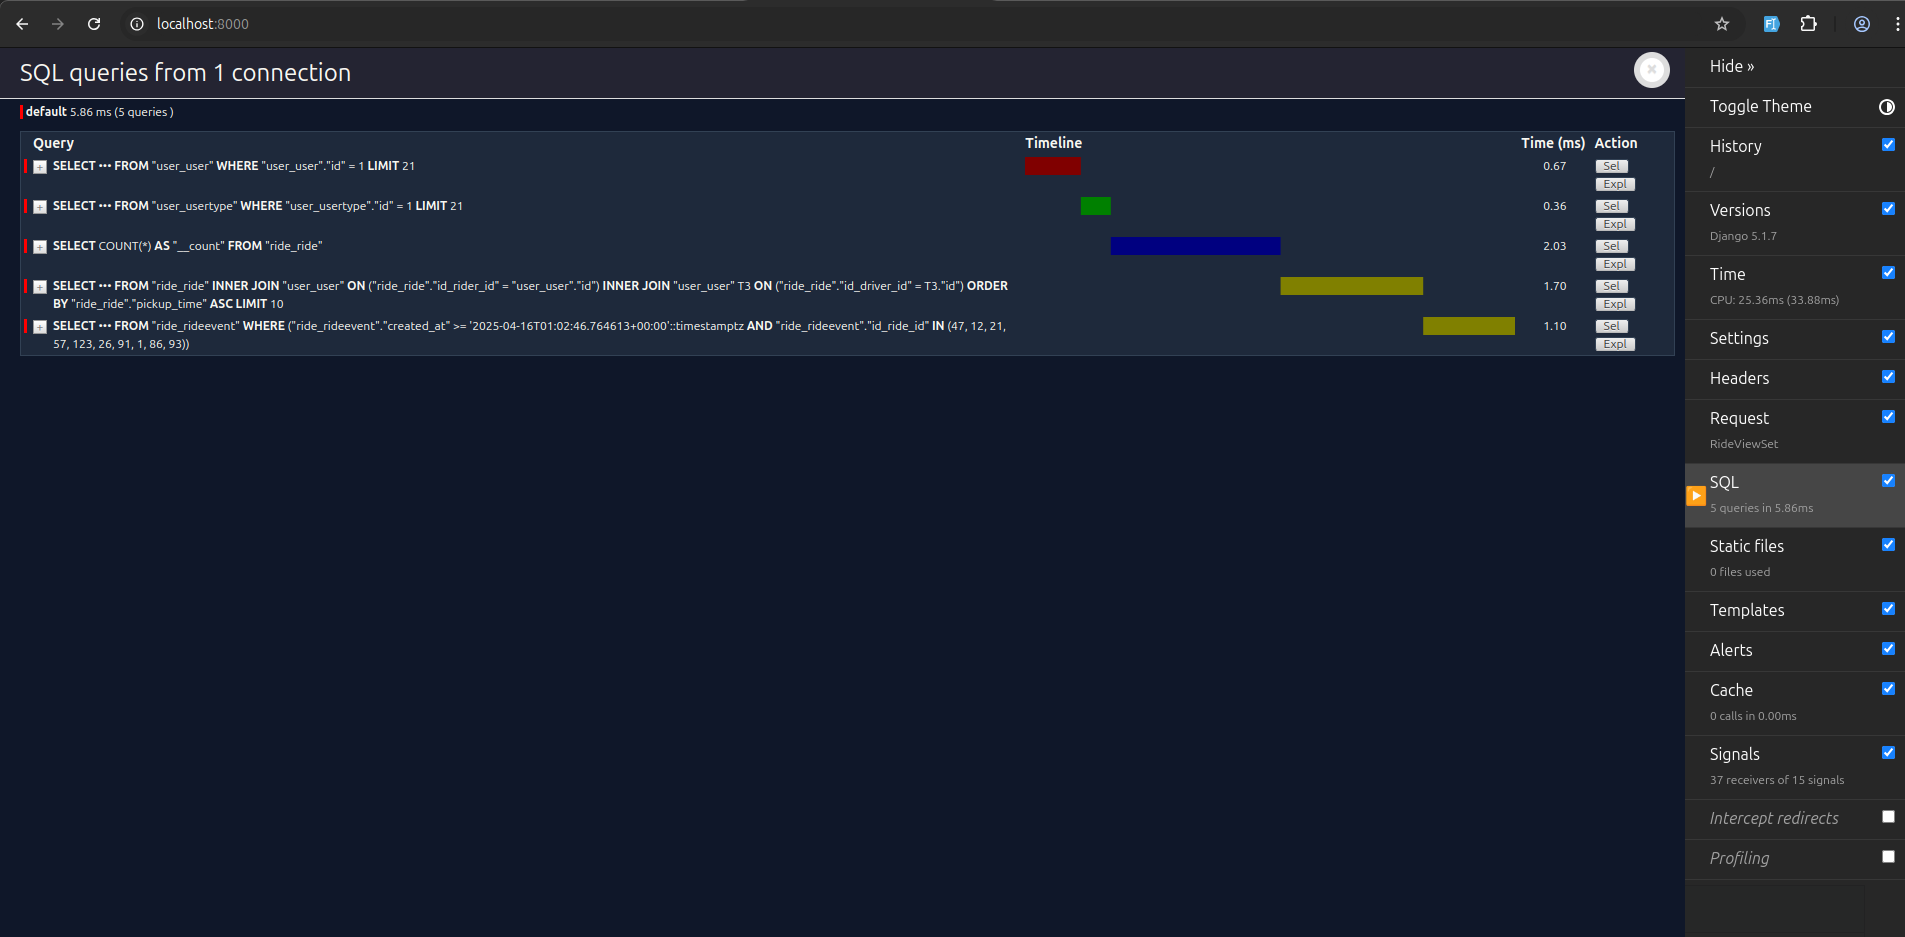 localhost:8000
SQL queries from 1 connection
default 5.86 ms (5 queries )
Query Timeline Time (ms) Action
+ SELECT ••• FROM "user_user" WHERE "user_user"."id" = 1 LIMIT 21 0.67 Sel
Expl
+ SELECT ••• FROM "user_usertype" WHERE "user_usertype"."id" = 1 LIMIT 21 0.36 Sel
Expl
+ SELECT COUNT(*) AS "__count" FROM "ride_ride" 2.03 Sel
Expl
+ SELECT ••• FROM "ride_ride" INNER JOIN "user_user" ON ("ride_ride"."id_rider_id" = "user_user"."id") INNER JOIN "user_user" T3 ON ("ride_ride"."id_driver_id" = T3."id") ORDER 1.70 Sel
BY "ride_ride"."pickup_time" ASC LIMIT 10 Expl
+ SELECT ••• FROM "ride_rideevent" WHERE ("ride_rideevent"."created_at" >= '2025-04-16T01:02:46.764613+00:00'::timestamptz AND "ride_rideevent"."id_ride_id" IN (47, 12, 21, 1.10 Sel
57, 123, 26, 91, 1, 86, 93)) Expl
Hide »
Toggle Theme
History
/
Versions
Django 5.1.7
Time
CPU: 25.36ms (33.88ms)
Settings
Headers
Request
RideViewSet
SQL
5 queries in 5.86ms
Static files
0 files used
Templates
Alerts
Cache
0 calls in 0.00ms
Signals
37 receivers of 15 signals
Intercept redirects
Profiling